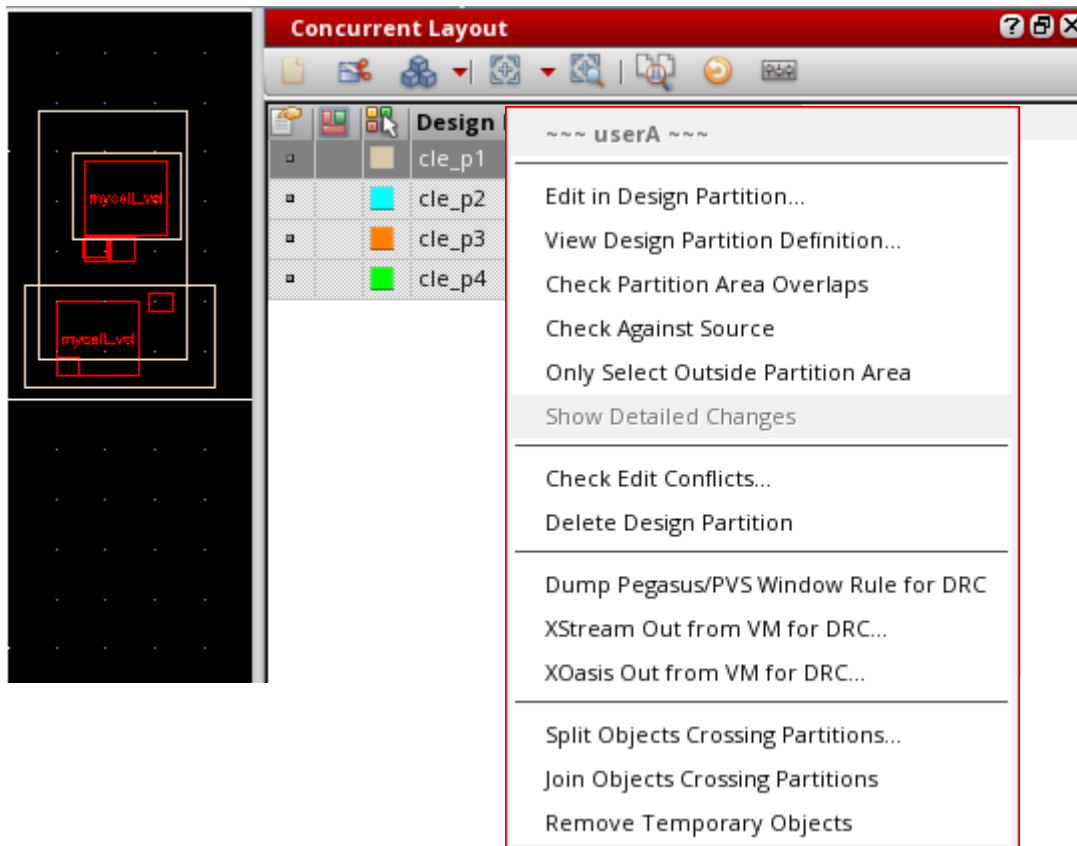 Concurrent Layout
Design
cle_p1
cle_p2
cle_p3
cle_p4
mycell_vcl
mycell_vcl
~~~ userA ~~~
Edit in Design Partition...
View Design Partition Definition...
Check Partition Area Overlaps
Check Against Source
Only Select Outside Partition Area
Show Detailed Changes
Check Edit Conflicts...
Delete Design Partition
Dump Pegasus/PVS Window Rule for DRC
XStream Out from VM for DRC...
XOasis Out from VM for DRC...
Split Objects Crossing Partitions...
Join Objects Crossing Partitions
Remove Temporary Objects